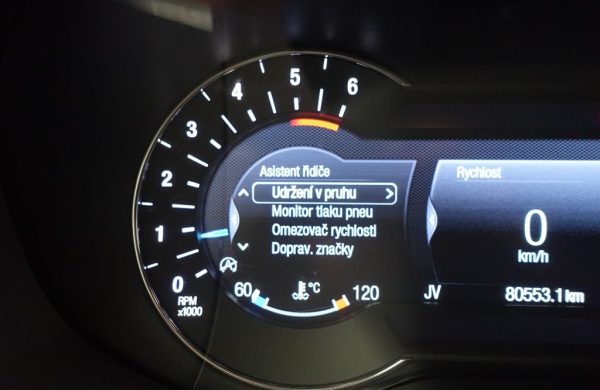 6
5
4
3
2
1
0
RPM
x1000
Asistent řidiče
Udržení v pruhu >
Monitor tlaku pneu
Omezovač rychlosti
Doprav. značky
60 °C 120
Rychlost
0
km/h
JV 80553.1 km